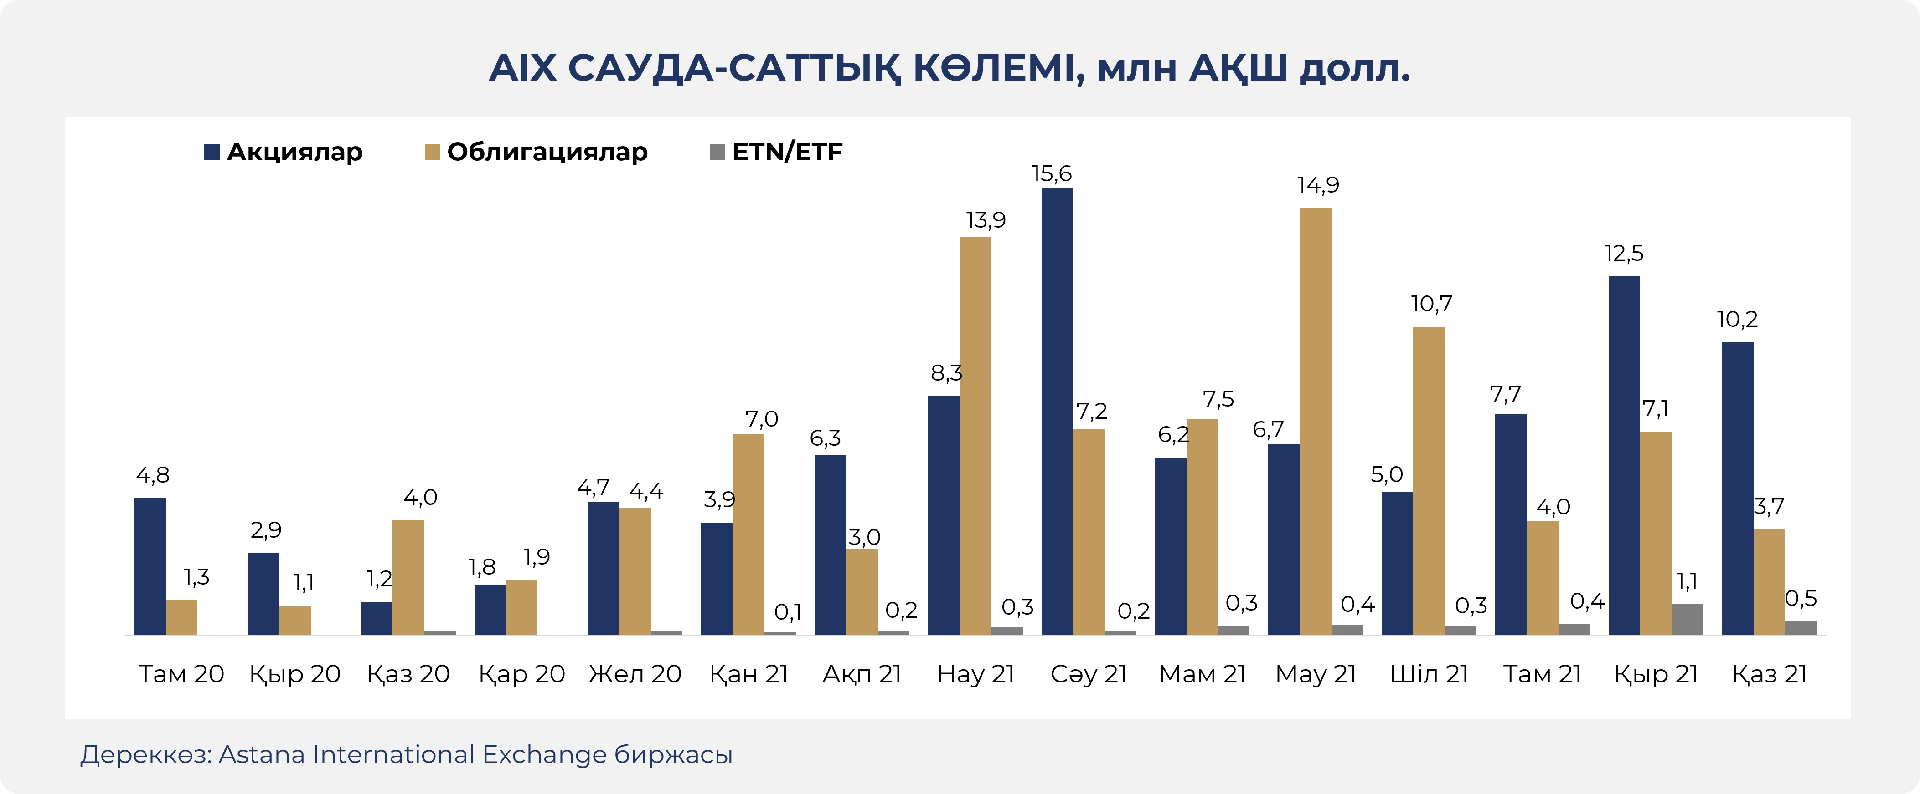 AIX САУДА-САТТЫҚ КӨЛЕМІ, млн АҚШ долл.
Акциялар Облигациялар ETN/ETF
4,8 1,3
2,9 1,1
1,2 4,0
1,8 1,9
4,7 4,4
3,9 7,0 0,1
6,3 3,0 0,2
8,3 13,9 0,3
15,6 7,2 0,2
6,2 7,5 0,3
6,7 14,9 0,4
5,0 10,7 0,3
7,7 4,0 0,4
12,5 7,1 1,1
10,2 3,7 0,5
Там 20 Қыр 20 Қаз 20 Қар 20 Жел 20 Қан 21 Ақп 21 Нау 21 Сәу 21 Мам 21 Мау 21 Шіл 21 Там 21 Қыр 21 Қаз 21
Дереккөз: Astana International Exchange биржасы